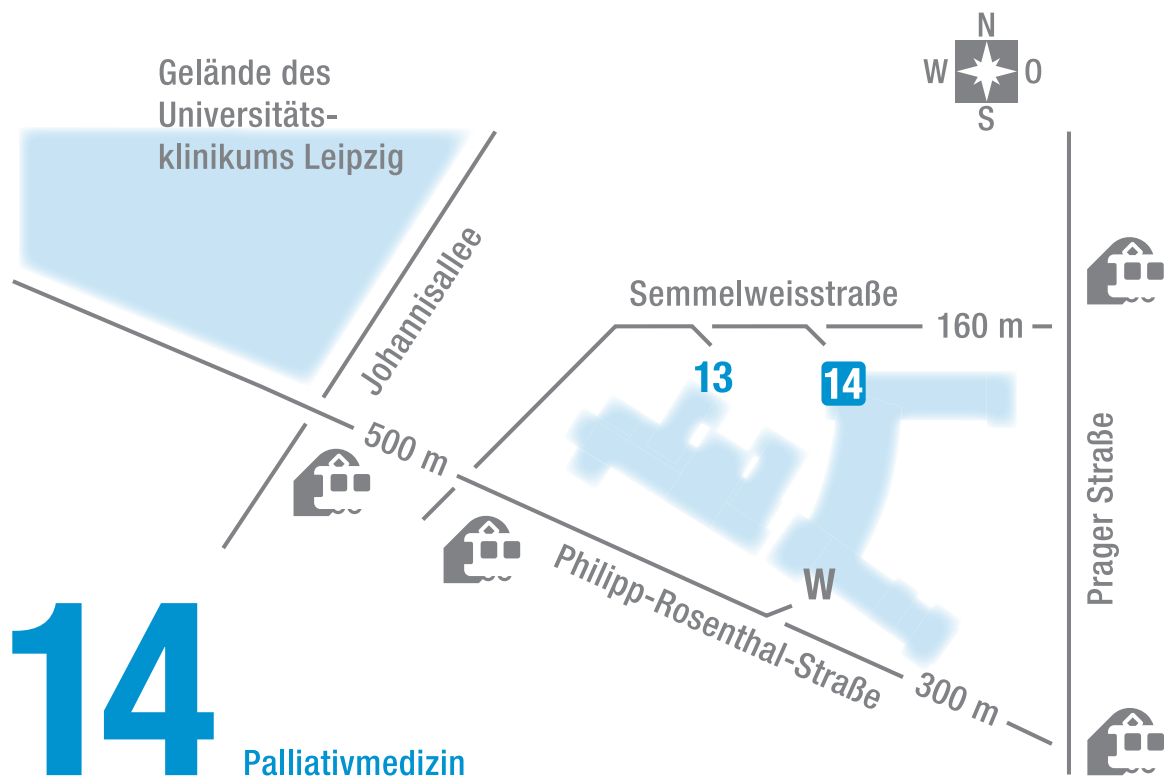 N
W
O
S
Gelände des
Universitäts-
klinikums Leipzig
Johannisallee
Semmelweisstraße
160 m
13
14
500 m
Prager Straße
Philipp-Rosenthal-Straße
W
300 m
14
Palliativmedizin